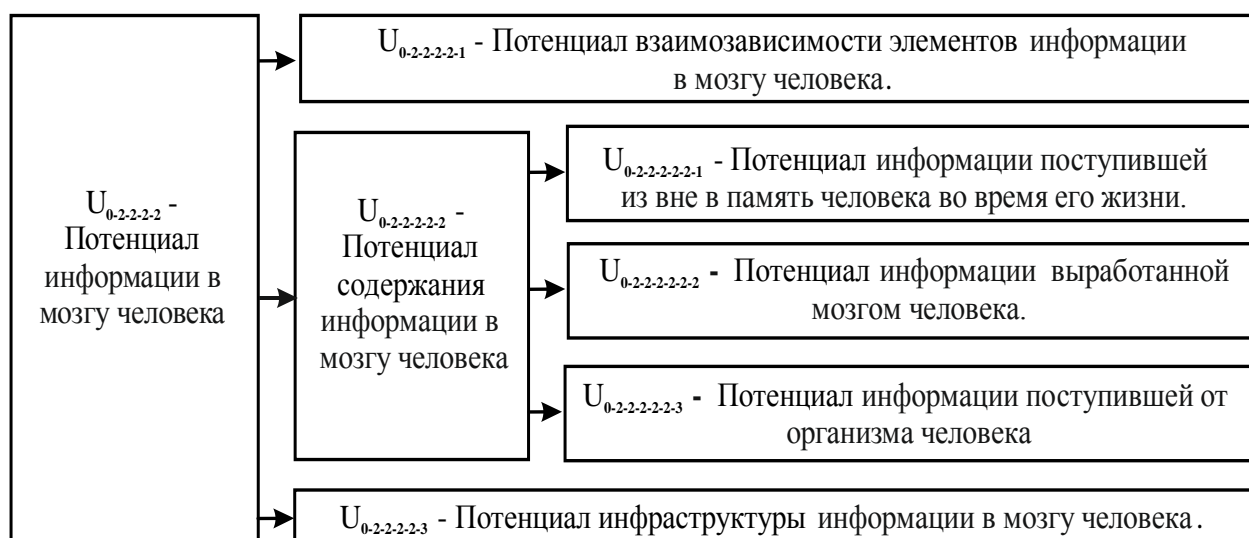 U0-2-2-2-2-1 - Потенциал взаимозависимости элементов информации
в мозгу человека.
U0-2-2-2-2 -
Потенциал
информации в
мозгу человека
U0-2-2-2-2-2 -
Потенциал
содержания
информации в
мозгу человека
U0-2-2-2-2-2-1 - Потенциал информации поступившей
из вне в память человека во время его жизни.
U0-2-2-2-2-2-2 - Потенциал информации выработанной
мозгом человека.
U0-2-2-2-2-2-3 - Потенциал информации поступившей от
организма человека
U0-2-2-2-2-3 - Потенциал инфраструктуры информации в мозгу человека.